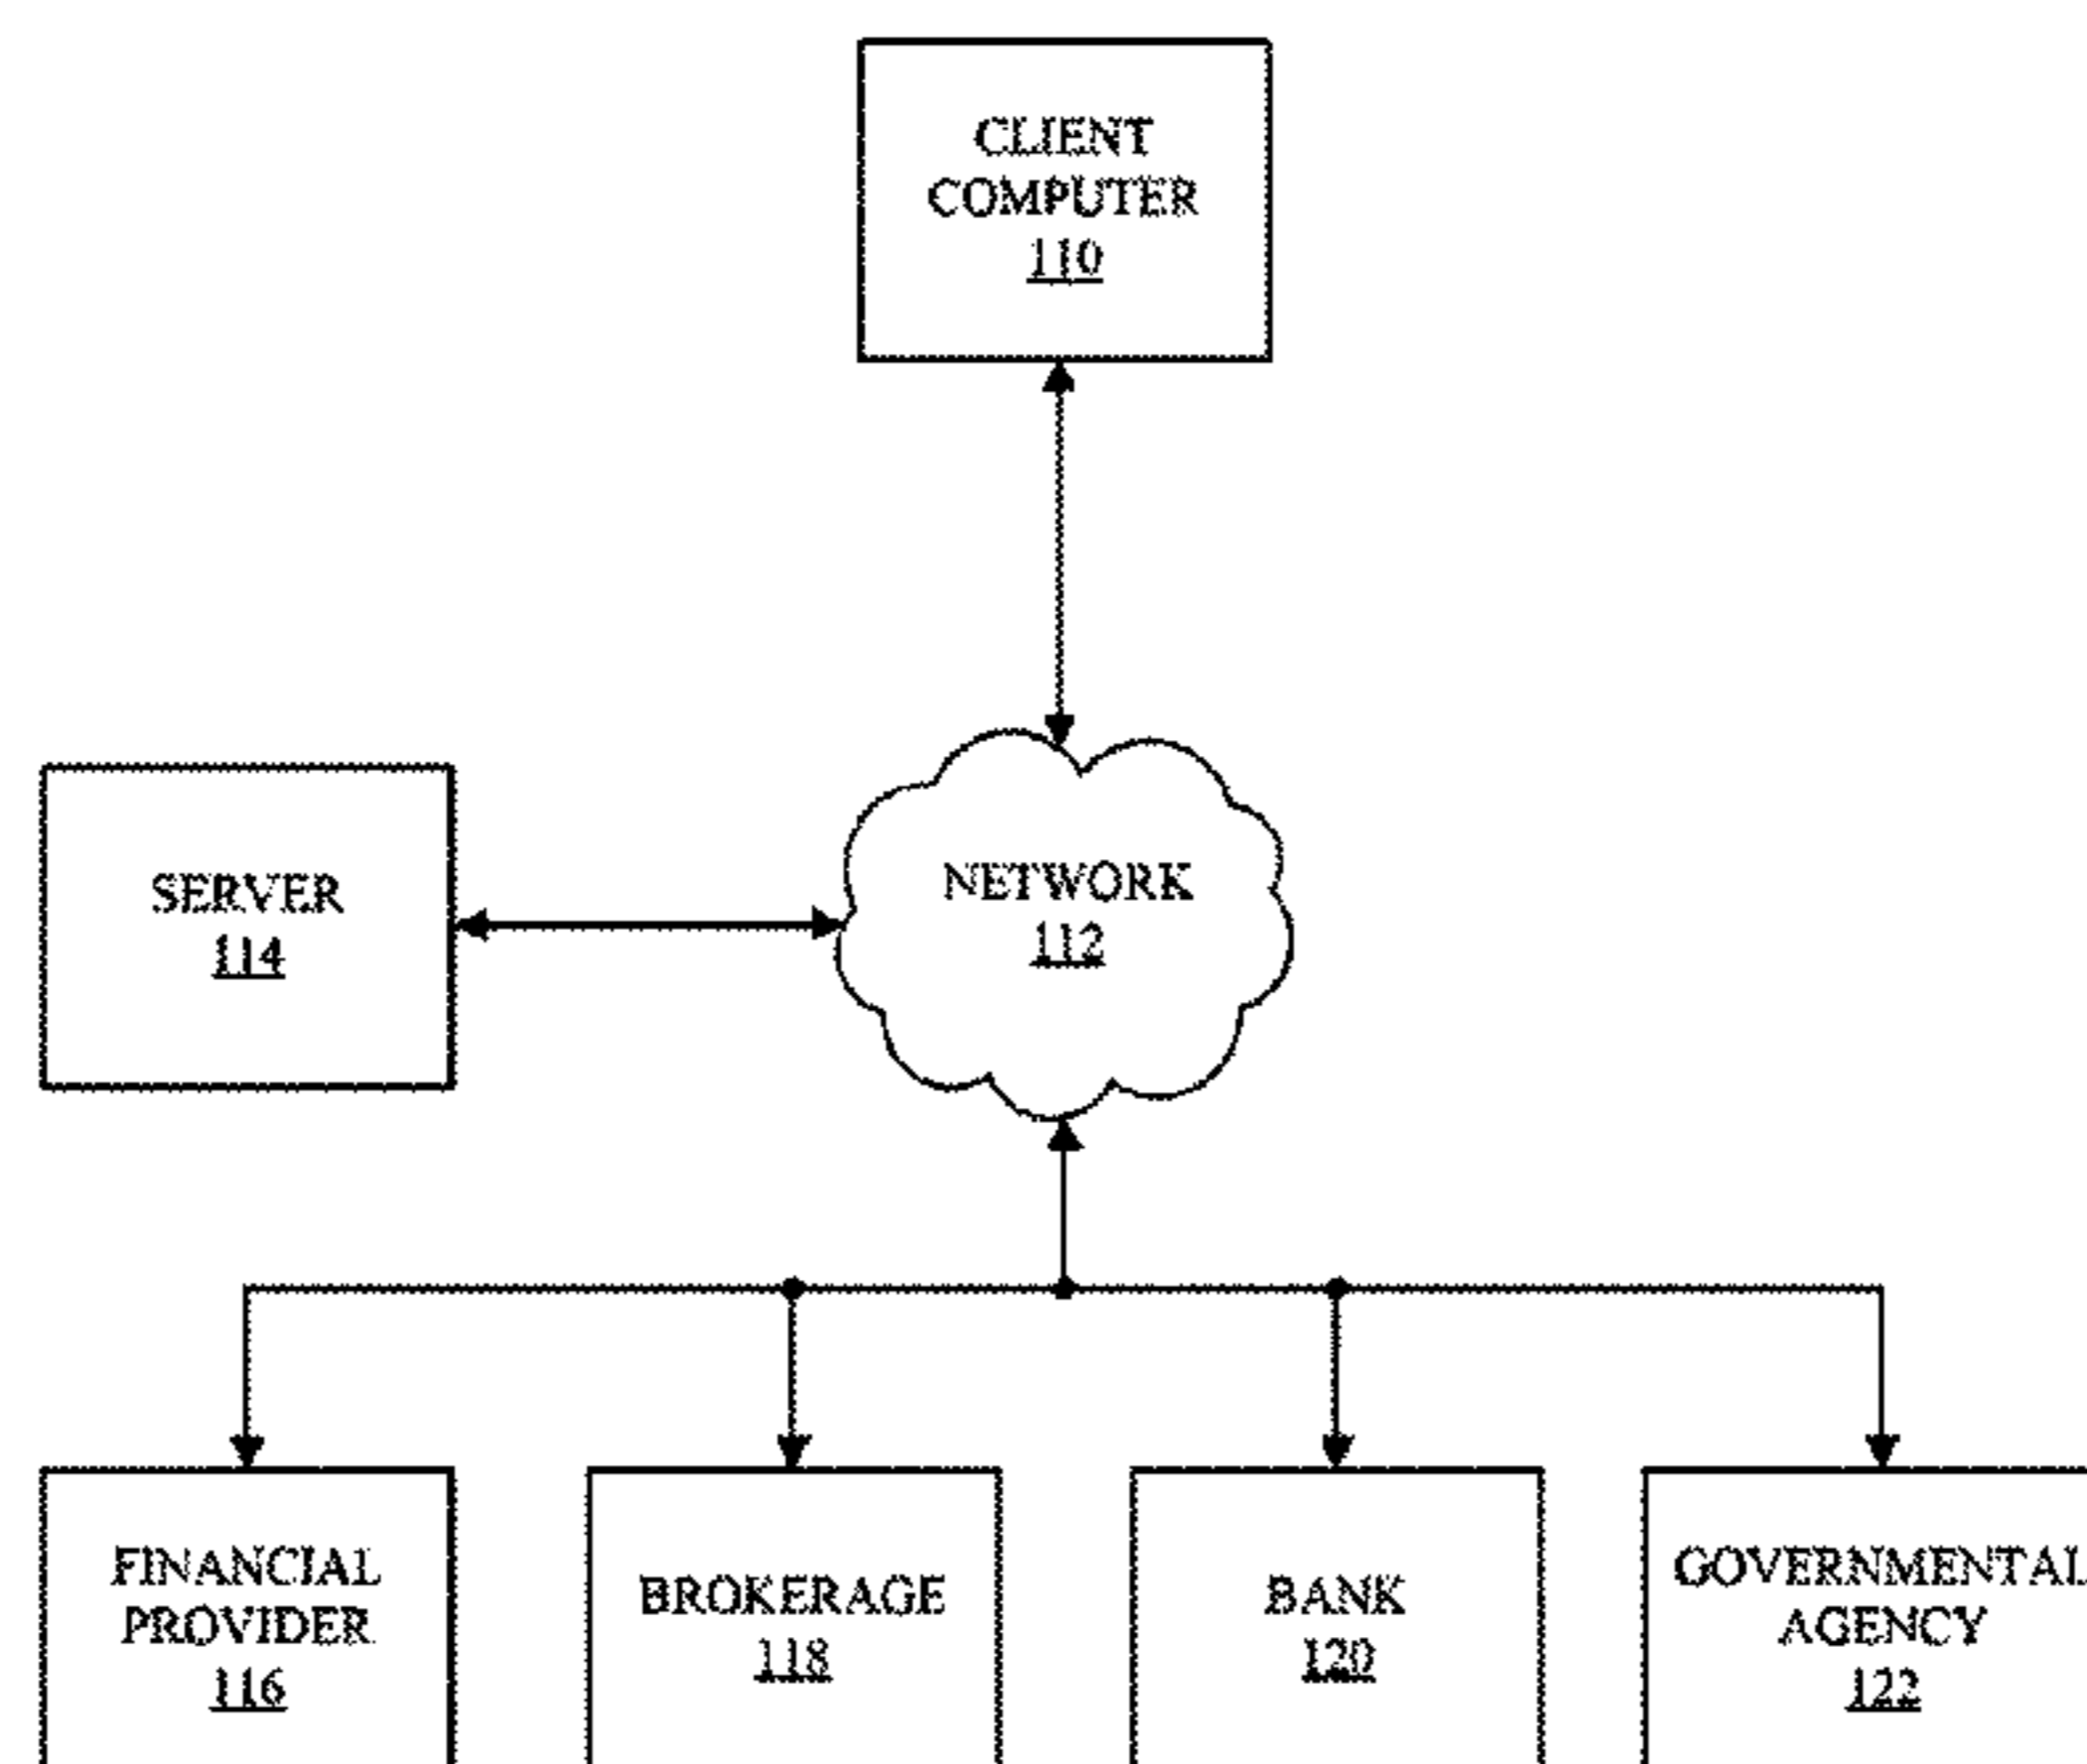 CLIENT
COMPUTER
110
SERVER
114
NETWORK
112
FINANCIAL
PROVIDER
116
BROKERAGE
118
BANK
120
GOVERNMENTAL
AGENCY
122